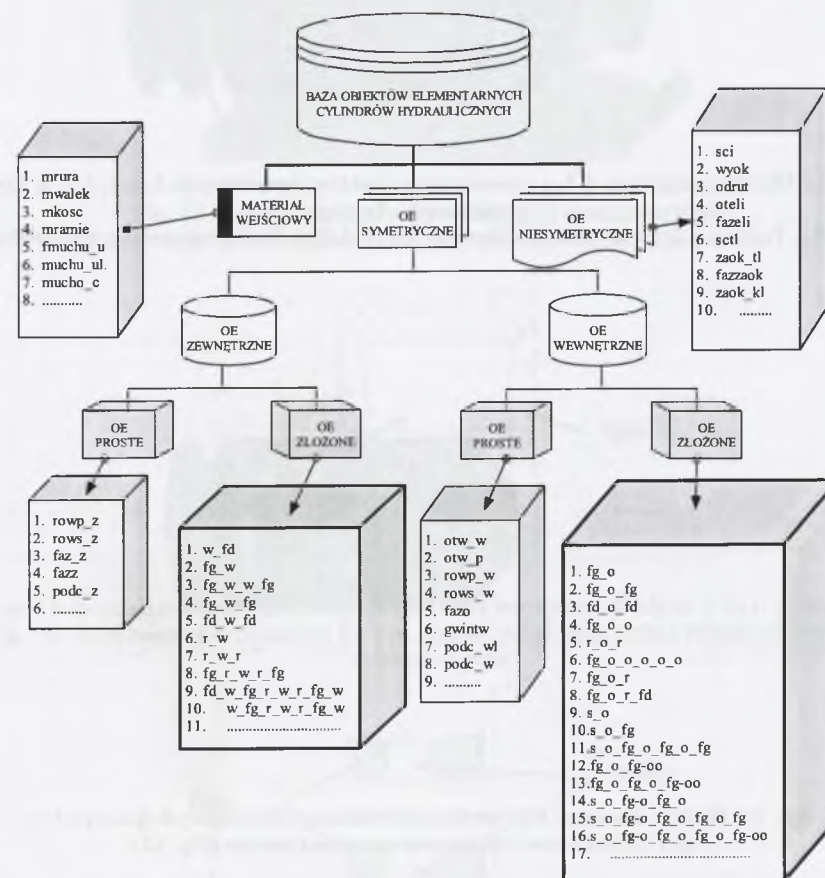 BAZA OBIEKTÓW ELEMENTARNYCH
CYLINDRÓW HYDRAULICZNYCH
1. mrura
2. mwalek
3. mkosc
4. mramie
5. fmuchu_u
6. muchu_ul.
7. mucho_c
8. ..........
MATERIAŁ
WEJŚCIOWY
OE
SYMETRYCZNE
OE
NIESYMETRYCZNE
1. sci
2. wyok
3. odrut
4. oteli
5. fazeli
6. sctl
7. zaok_tl
8. fazzaok
9. zaok_kl
10. .........
OE
ZEWNĘTRZNE
OE
WEWNĘTRZNE
OE
PROSTE
OE
ZŁOŻONE
OE
PROSTE
OE
ZŁOŻONE
1. rowp_z
2. rows_z
3. faz_z
4. fazz
5. podc_z
6. ........
1. w_fd
2. fg_w
3. fg_w_w_fg
4. fg_w_fg
5. fd_w_fd
6. r_w
7. r_w_r
8. fg_r_w_r_fg
9. fd_w_fg_r_w_r_fg_w
10. w_fg_r_w_r_fg_w
11. ..............................
1. otw_w
2. otw_p
3. rowp_w
4. rows_w
5. fazo
6. gwintw
7. podc_wl
8. podc_w
9. ..........
1. fg_o
2. fg_o_fg
3. fd_o_fd
4. fg_o_o
5. r_o_r
6. fg_o_o_o_o_o
7. fg_o_r
8. fg_o_r_fd
9. s_o
10.s_o_fg
11.s_o_fg_o_fg_o_fg
12.fg_o_fg-oo
13.fg_o_fg_o_fg-oo
14.s_o_fg-o_fg_o
15.s_o_fg-o_fg_o_fg_o_fg
16.s_o_fg-o_fg_o_fg_o_fg-oo
17. .....................................